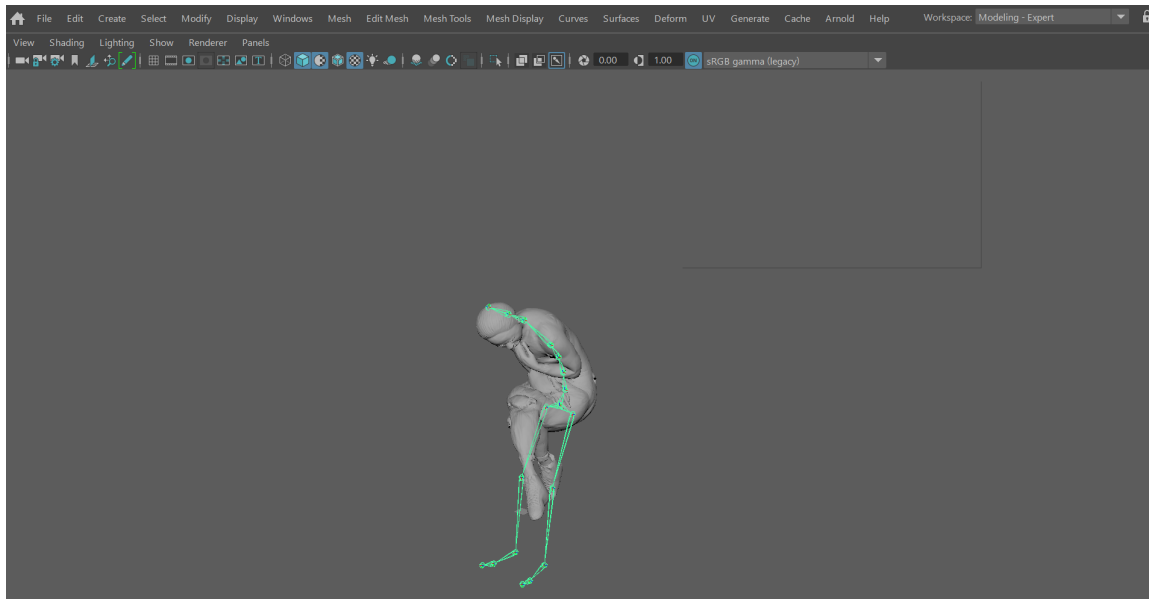 File Edit Create Select Modify Display Windows Mesh Edit Mesh Mesh Tools Mesh Display Curves Surfaces Deform UV Generate Cache Arnold Help Workspace: Modeling - Expert
View Shading Lighting Show Renderer Panels
0.00 1.00 ON sRGB gamma (legacy)